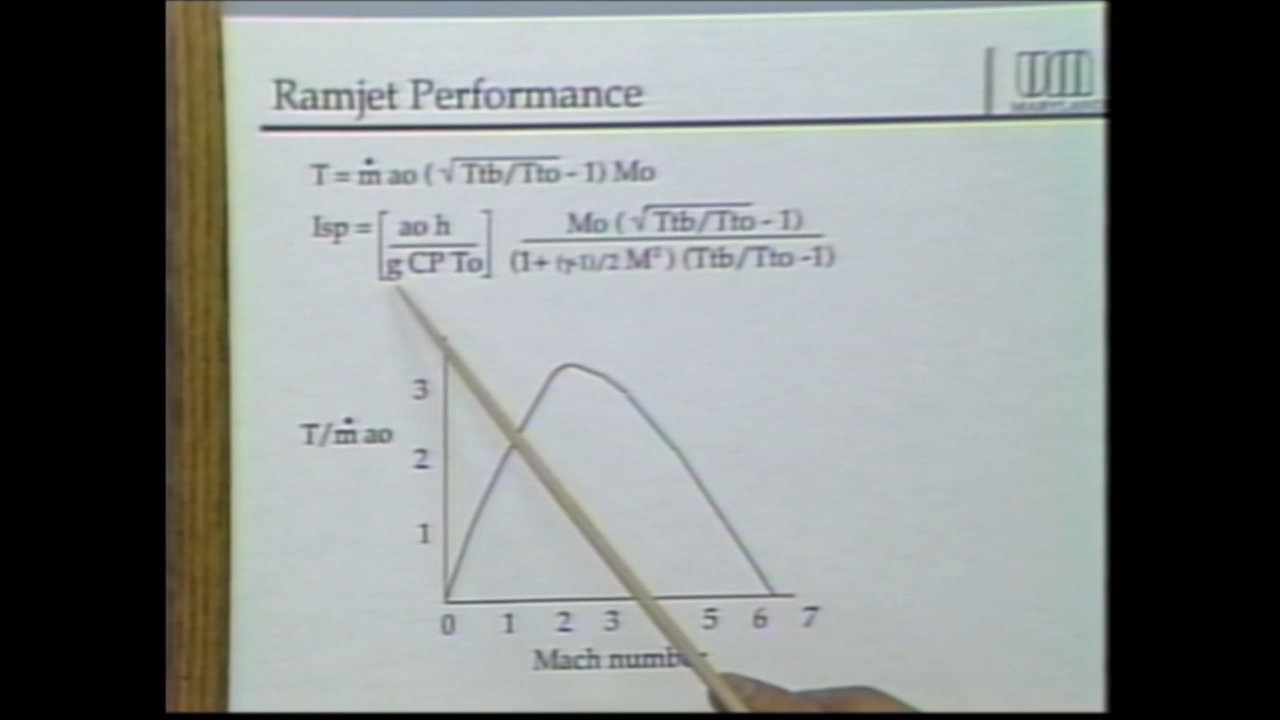 Ramjet Performance
MARYLAND
T = ṁ ao ( √Ttb/Tto - 1) Mo
Isp = [ao h / g CP To] Mo ( √Ttb/Tto - 1) / (1+ (γ-1)/2 M² ) (Ttb/Tto -1)
3
T/ṁ ao
2
1
0 1 2 3 5 6 7
Mach number